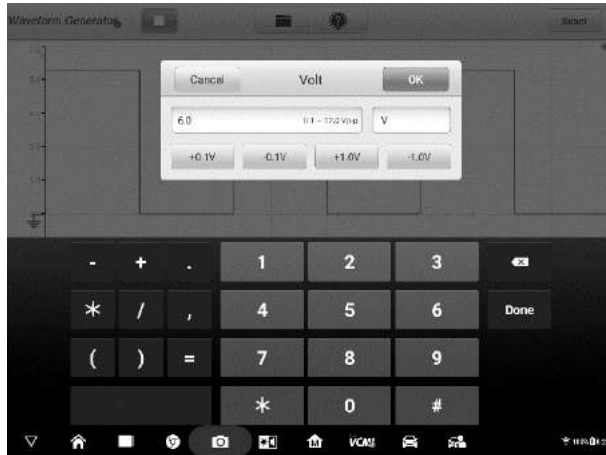 Waveform Generator
Reset
Cancel Volt OK
6.0 V
+0.1V -0.1V +1.0V -1.0V
- + . 1 2 3
* / , 4 5 6 Done
( ) = 7 8 9
* 0 #
VCMI